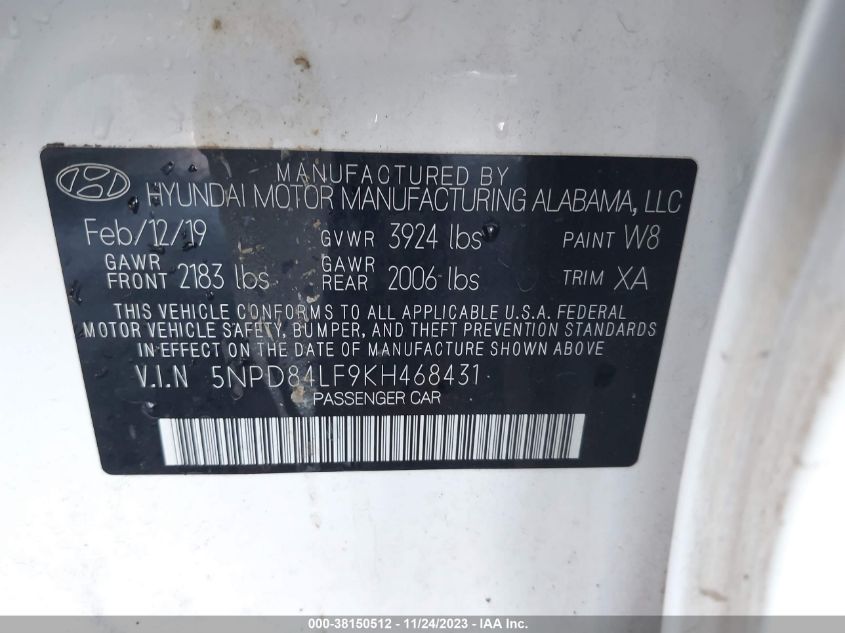 MANUFACTURED BY
HYUNDAI MOTOR MANUFACTURING ALABAMA, LLC
Feb/12/19 GVWR 3924 lbs PAINT W8
GAWR FRONT 2183 lbs GAWR REAR 2006 lbs TRIM XA
THIS VEHICLE CONFORMS TO ALL APPLICABLE U.S.A. FEDERAL
MOTOR VEHICLE SAFETY, BUMPER, AND THEFT PREVENTION STANDARDS
IN EFFECT ON THE DATE OF MANUFACTURE SHOWN ABOVE
V.I.N 5NPD84LF9KH468431
PASSENGER CAR
000-38150512 - 11/24/2023 - IAA Inc.